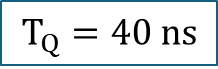 T_Q = 40 ns